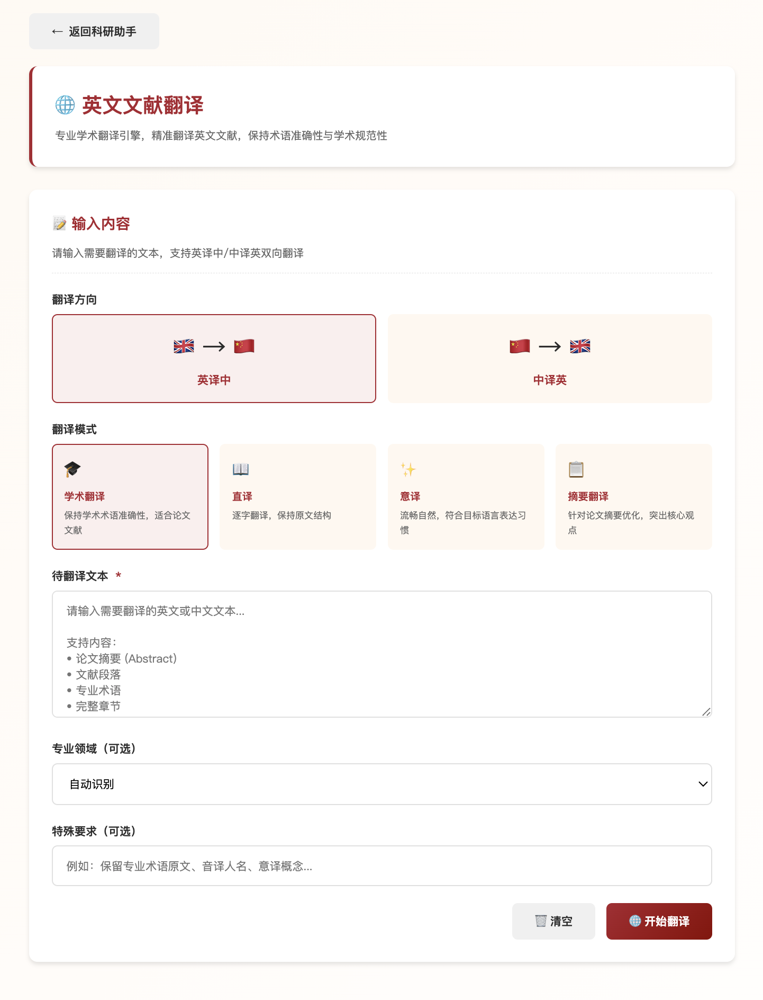 ← 返回科研助手
🌐 英文文献翻译
专业学术翻译引擎，精准翻译英文文献，保持术语准确性与学术规范性
📝 输入内容
请输入需要翻译的文本，支持英译中/中译英双向翻译
翻译方向
🇬🇧 → 🇨🇳
英译中
🇨🇳 → 🇬🇧
中译英
翻译模式
🎓
学术翻译
保持学术术语准确性，适合论文
文献
📖
直译
逐字翻译，保持原文结构
✨
意译
流畅自然，符合目标语言表达习
惯
📋
摘要翻译
针对论文摘要优化，突出核心观
点
待翻译文本 *
请输入需要翻译的英文或中文文本...
支持内容：
• 论文摘要 (Abstract)
• 文献段落
• 专业术语
• 完整章节
专业领域（可选）
自动识别
特殊要求（可选）
例如：保留专业术语原文、音译人名、意译概念...
🗑️ 清空
🌐 开始翻译